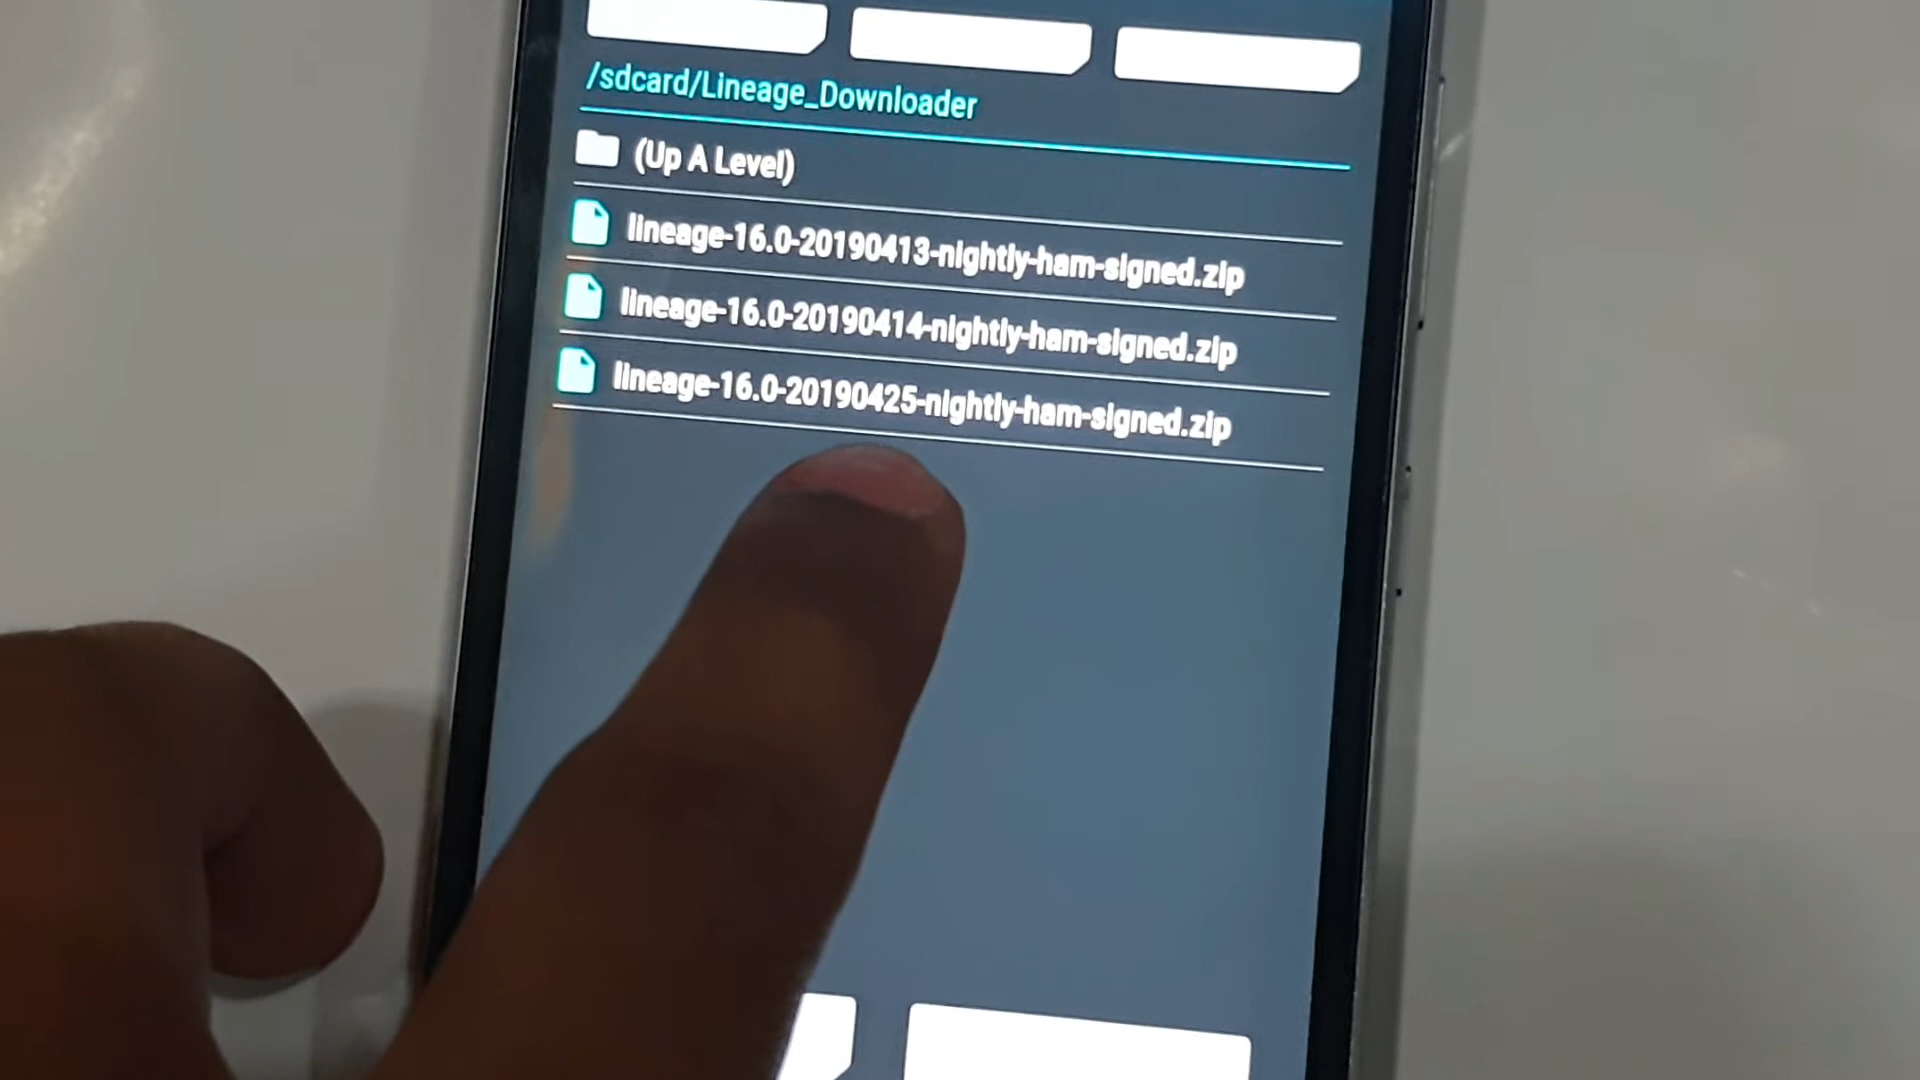 /sdcard/Lineage_Downloader
(Up A Level)
lineage-16.0-20190413-nightly-ham-signed.zip
lineage-16.0-20190414-nightly-ham-signed.zip
lineage-16.0-20190425-nightly-ham-signed.zip